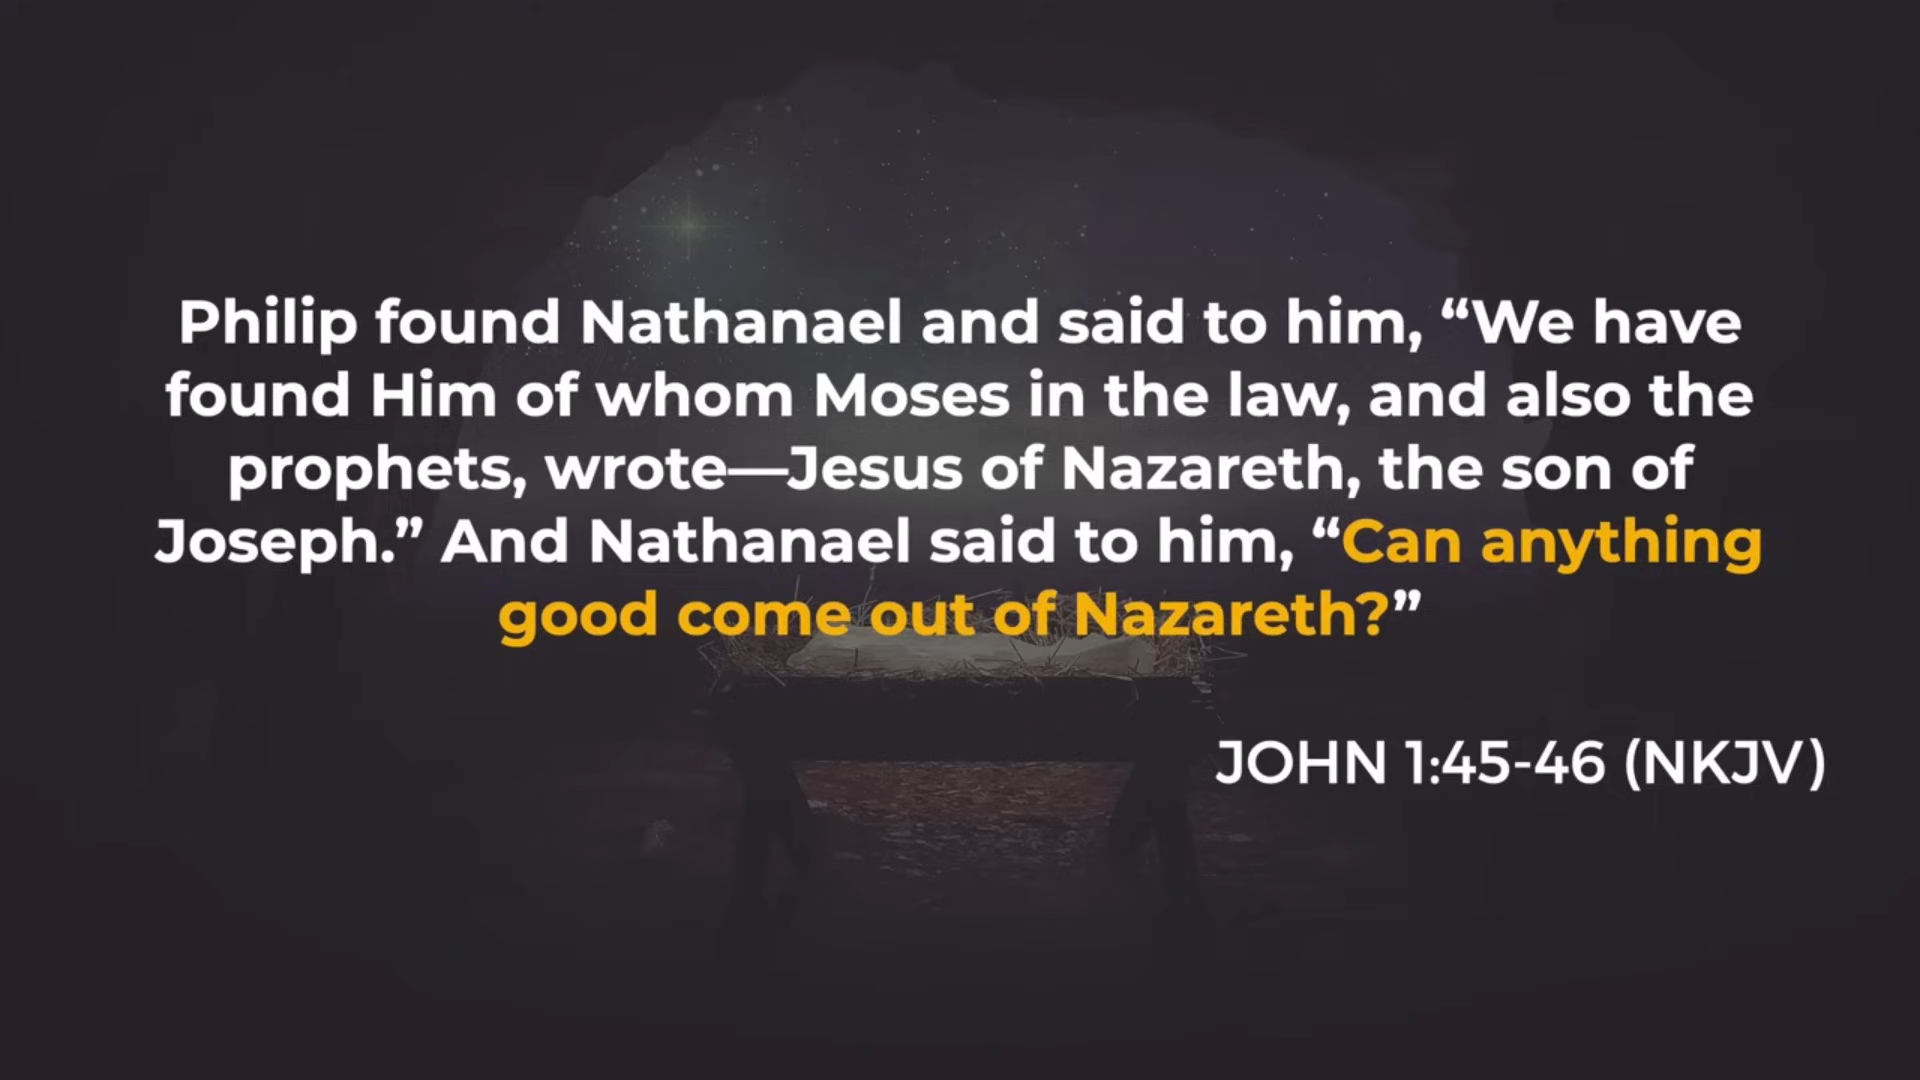 Philip found Nathanael and said to him, “We have
found Him of whom Moses in the law, and also the
prophets, wrote—Jesus of Nazareth, the son of
Joseph.” And Nathanael said to him, “Can anything
good come out of Nazareth?”
JOHN 1:45-46 (NKJV)